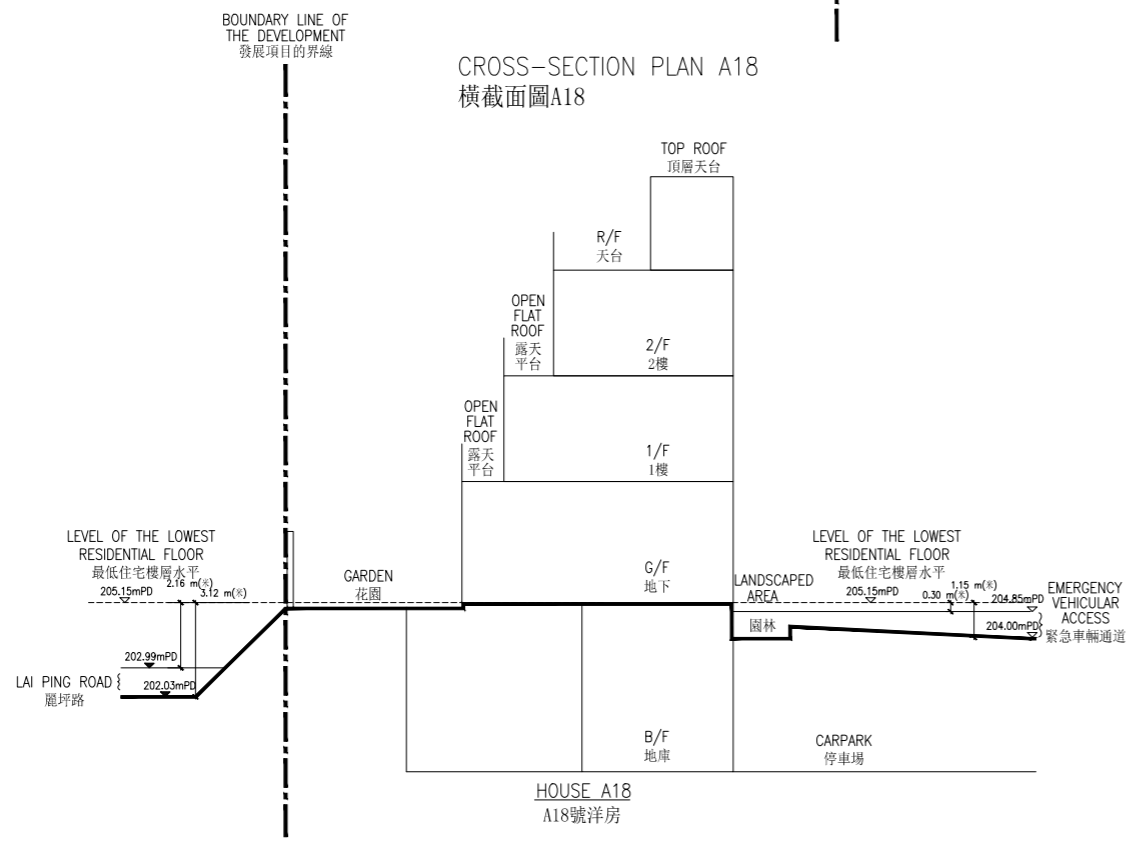 BOUNDARY LINE OF
THE DEVELOPMENT
發展項目的界線
CROSS-SECTION PLAN A18
橫截面圖A18
TOP ROOF
頂層天台
R/F
天台
OPEN
FLAT
ROOF
露天
平台
2/F
2樓
OPEN
FLAT
ROOF
露天
平台
1/F
1樓
LEVEL OF THE LOWEST
RESIDENTIAL FLOOR
最低住宅樓層水平
2.16 m(米)
205.15mPD
3.12 m(米)
GARDEN
花園
G/F
地下
LANDSCAPED
AREA
園林
LEVEL OF THE LOWEST
RESIDENTIAL FLOOR
最低住宅樓層水平
1.15 m(米)
205.15mPD
0.30 m(米)
204.85mPD
EMERGENCY
VEHICULAR
ACCESS
緊急車輛通道
204.00mPD
202.99mPD
LAI PING ROAD
麗坪路
202.03mPD
B/F
地庫
CARPARK
停車場
HOUSE A18
A18號洋房